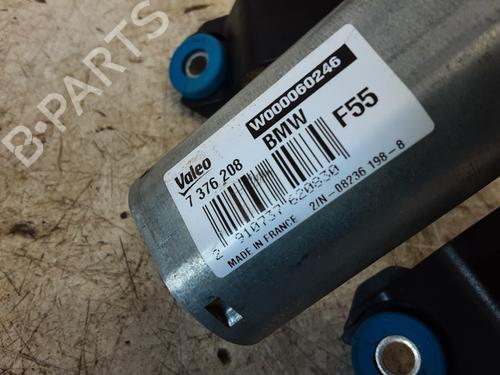 B-PARTS
W000060246
Valeo
BMW
F55
7 376 208
2 910737 620830
MADE IN FRANCE 2/N-08236 198-8